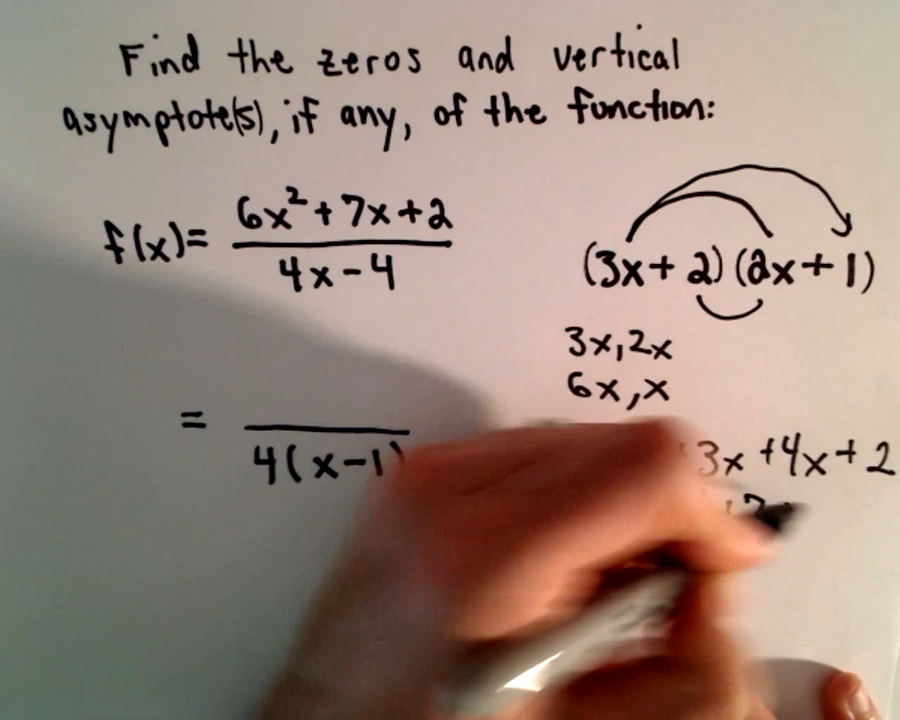 Find the zeros and vertical
asymptote(s), if any, of the function:
f(x)= (6x²+7x+2)/(4x-4)
(3x+2)(2x+1)
3x,2x
6x,x
=
4(x-1)
+3x+4x+2
+7